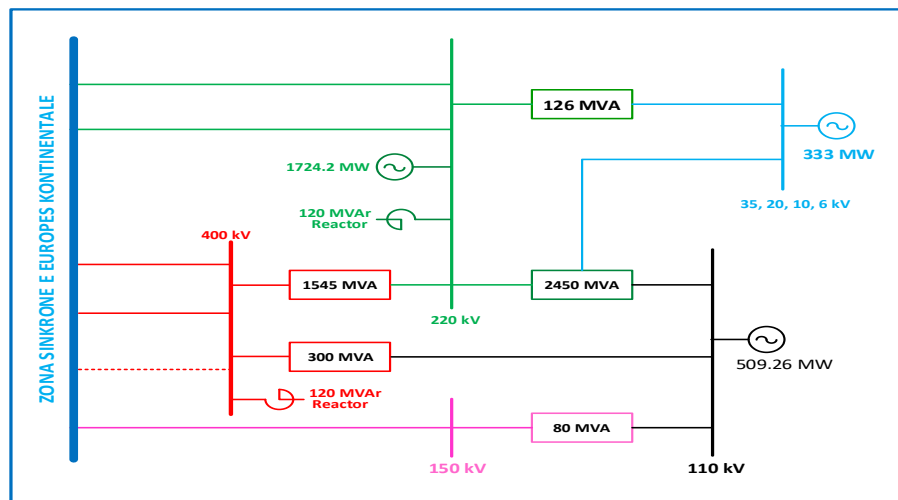 ZONA SINKRONE E EUROPES KONTINENTALE
126 MVA
333 MW
35, 20, 10, 6 kV
1724.2 MW
120 MVAr
Reactor
400 kV
1545 MVA
2450 MVA
220 kV
300 MVA
509.26 MW
120 MVAr
Reactor
80 MVA
150 kV
110 kV